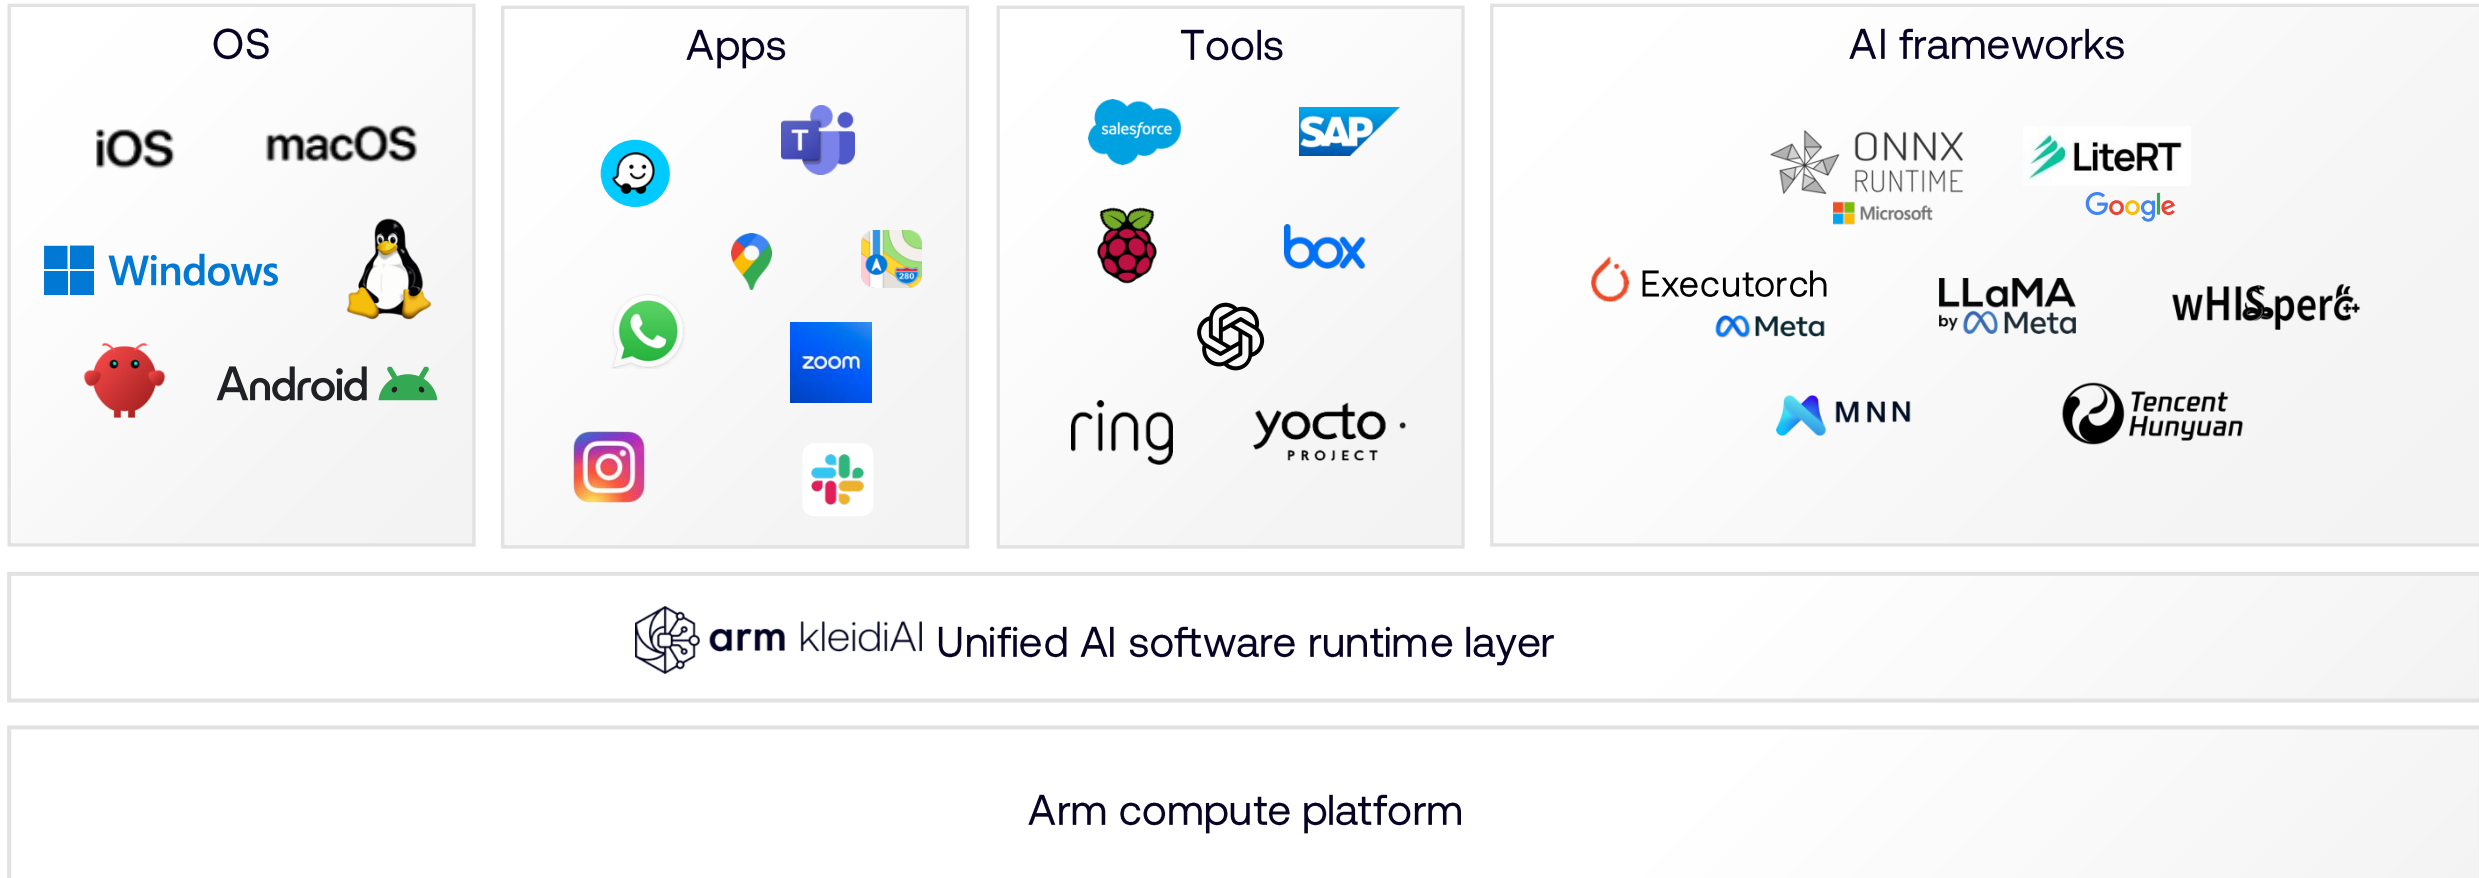 OS
iOS
macOS
Windows
Android
Apps
T
280
zoom
Tools
salesforce
SAP
box
ring
yocto
PROJECT
AI frameworks
ONNX
RUNTIME
Microsoft
LiteRT
Google
Executorch
Meta
LLaMA
by Meta
wHISperc++
MNN
Tencent
Hunyuan
arm kleidiAI Unified AI software runtime layer
Arm compute platform